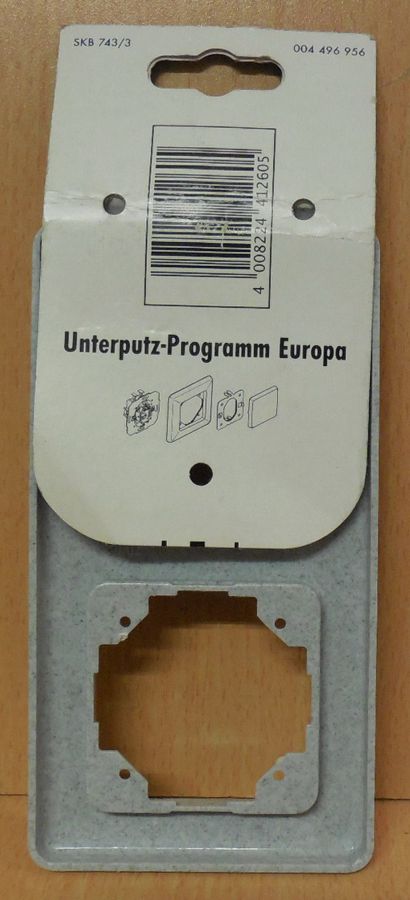 SKB 743/3 004 496 956
4 008224 412605
Unterputz-Programm Europa